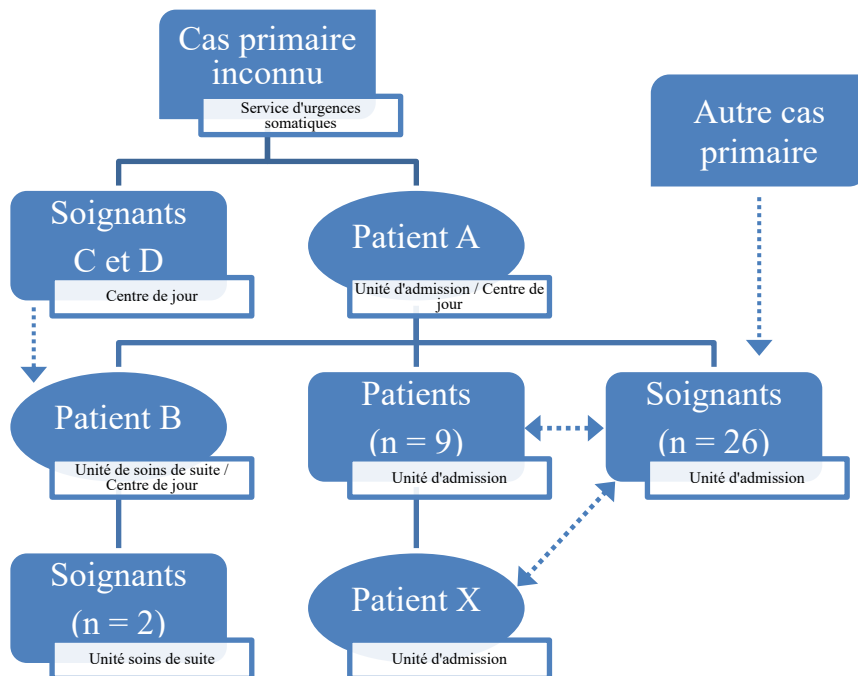 Cas primaire
inconnu
Service d'urgences
somatiques
Autre cas
primaire
Soignants
C et D
Centre de jour
Patient A
Unité d'admission / Centre de
jour
Patient B
Unité de soins de suite /
Centre de jour
Patients
(n = 9)
Unité d'admission
Soignants
(n = 26)
Unité d'admission
Soignants
(n = 2)
Unité soins de suite
Patient X
Unité d'admission